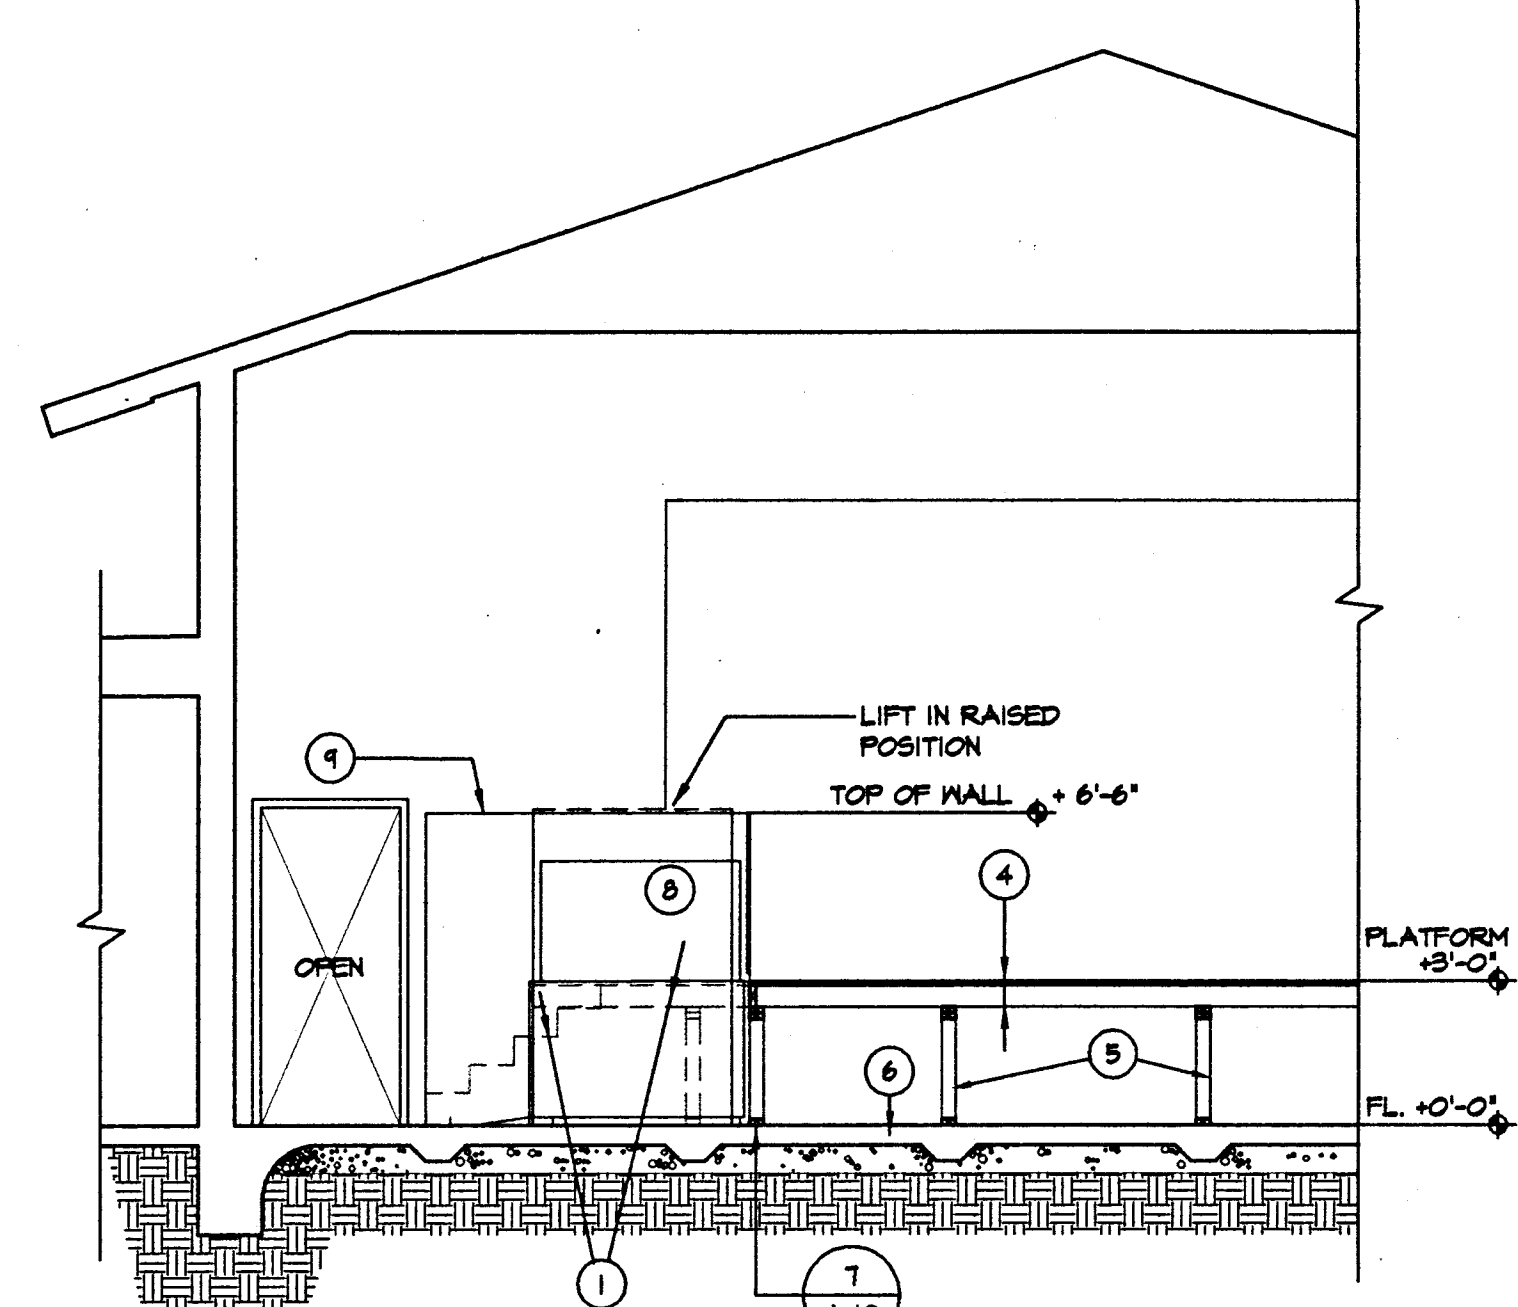 LIFT IN RAISED
POSITION
9
TOP OF WALL + 6'-6"
4
8
PLATFORM
+3'-0"
OPEN
5
6
FL. +0'-0"
1
7